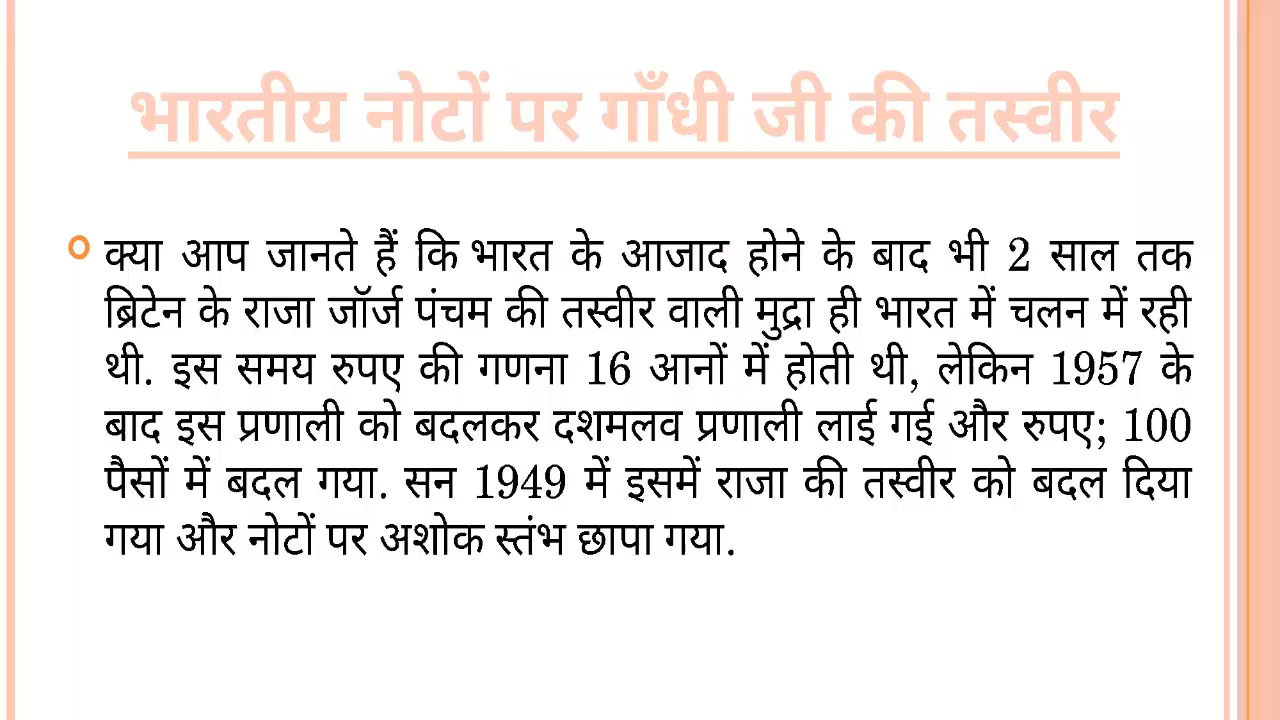 भारतीय नोटों पर गाँधी जी की तस्वीर
क्या आप जानते हैं कि भारत के आजाद होने के बाद भी 2 साल तक
ब्रिटेन के राजा जॉर्ज पंचम की तस्वीर वाली मुद्रा ही भारत में चलन में रही
थी. इस समय रुपए की गणना 16 आनों में होती थी, लेकिन 1957 के
बाद इस प्रणाली को बदलकर दशमलव प्रणाली लाई गई और रुपए; 100
पैसों में बदल गया. सन 1949 में इसमें राजा की तस्वीर को बदल दिया
गया और नोटों पर अशोक स्तंभ छापा गया.